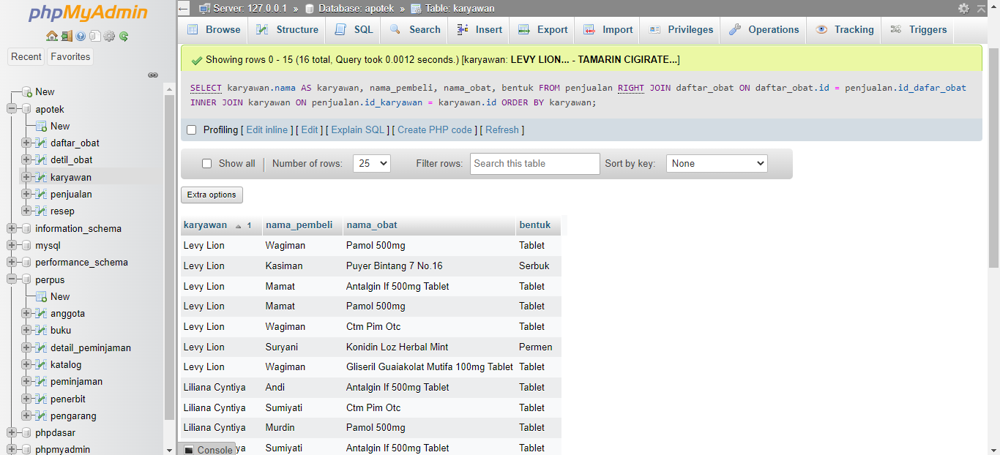 phpMyAdmin
Recent Favorites
New
apotek
New
daftar_obat
detil_obat
karyawan
penjualan
resep
information_schema
mysql
performance_schema
perpus
New
anggota
buku
detail_peminjaman
katalog
peminjaman
penerbit
pengarang
phpdasar
phpmyadmin
Server: 127.0.0.1 » Database: apotek » Table: karyawan
Browse Structure SQL Search Insert Export Import Privileges Operations Tracking Triggers
Showing rows 0 - 15 (16 total, Query took 0.0012 seconds.) [karyawan: LEVY LION... - TAMARIN CIGIRATE...]
SELECT karyawan.nama AS karyawan, nama_pembeli, nama_obat, bentuk FROM penjualan RIGHT JOIN daftar_obat ON daftar_obat.id = penjualan.id_dafar_obat
INNER JOIN karyawan ON penjualan.id_karyawan = karyawan.id ORDER BY karyawan;
Profiling [ Edit inline ] [ Edit ] [ Explain SQL ] [ Create PHP code ] [ Refresh ]
Show all Number of rows: 25 Filter rows: Search this table Sort by key: None
Extra options
karyawan 1 nama_pembeli nama_obat bentuk
Levy Lion Wagiman Pamol 500mg Tablet
Levy Lion Kasiman Puyer Bintang 7 No.16 Serbuk
Levy Lion Mamat Antalgin If 500mg Tablet Tablet
Levy Lion Mamat Pamol 500mg Tablet
Levy Lion Wagiman Ctm Pim Otc Tablet
Levy Lion Suryani Konidin Loz Herbal Mint Permen
Levy Lion Wagiman Gliseril Guaiakolat Mutifa 100mg Tablet Tablet
Liliana Cyntiya Andi Antalgin If 500mg Tablet Tablet
Liliana Cyntiya Sumiyati Ctm Pim Otc Tablet
Liliana Cyntiya Murdin Pamol 500mg Tablet
Console ya Sumiyati Antalgin If 500mg Tablet Tablet